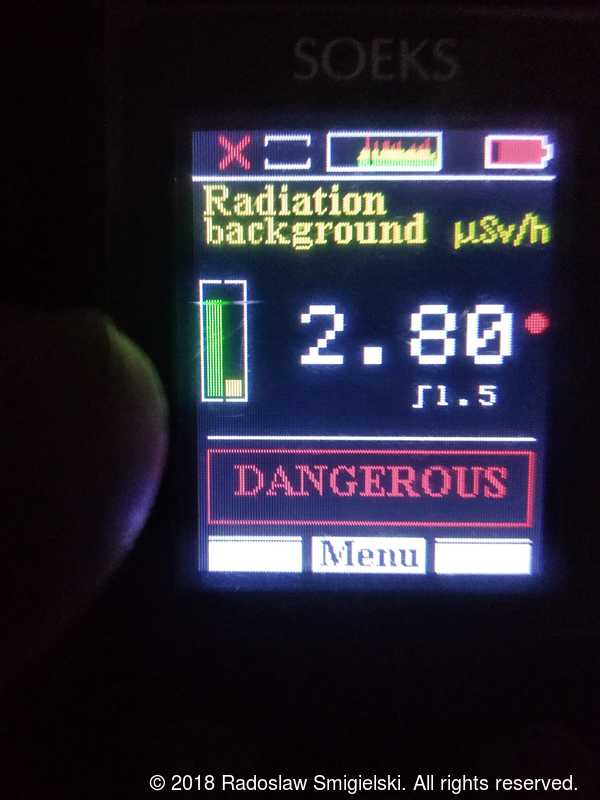 SOEKS
Radiation
background µSv/h
2.80
∫1.5
DANGEROUS
Menu
© 2018 Radoslaw Smigielski. All rights reserved.